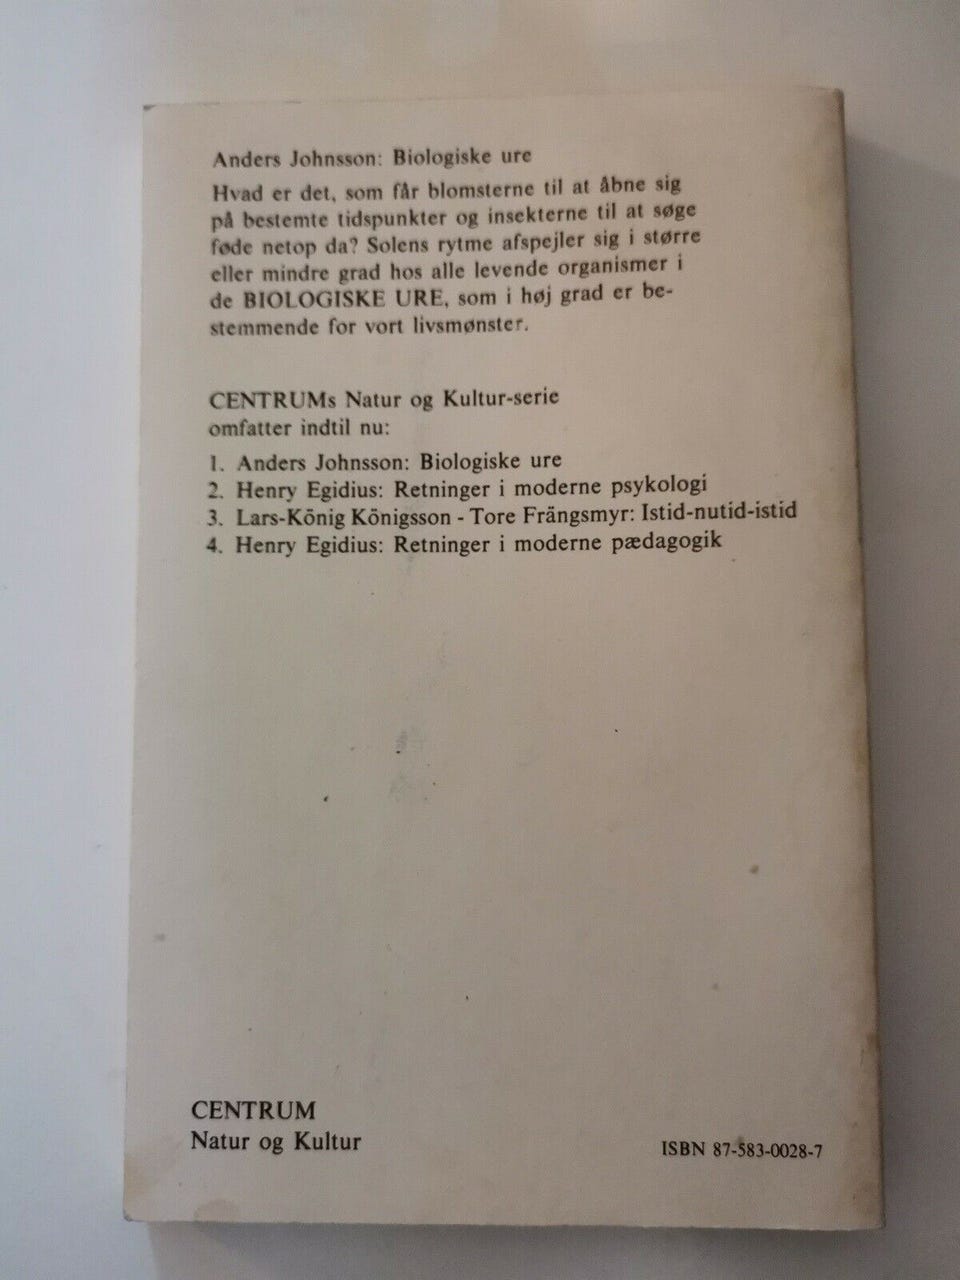 Anders Johnsson: Biologiske ure
Hvad er det, som får blomsterne til at åbne sig
på bestemte tidspunkter og insekterne til at søge
føde netop da? Solens rytme afspejler sig i større
eller mindre grad hos alle levende organismer i
de BIOLOGISKE URE, som i høj grad er be-
stemmende for vort livsmønster.
CENTRUMs Natur og Kultur-serie
omfatter indtil nu:
1. Anders Johnsson: Biologiske ure
2. Henry Egidius: Retninger i moderne psykologi
3. Lars-König Königsson - Tore Frängsmyr: Istid-nutid-istid
4. Henry Egidius: Retninger i moderne pædagogik
CENTRUM
Natur og Kultur
ISBN 87-583-0028-7